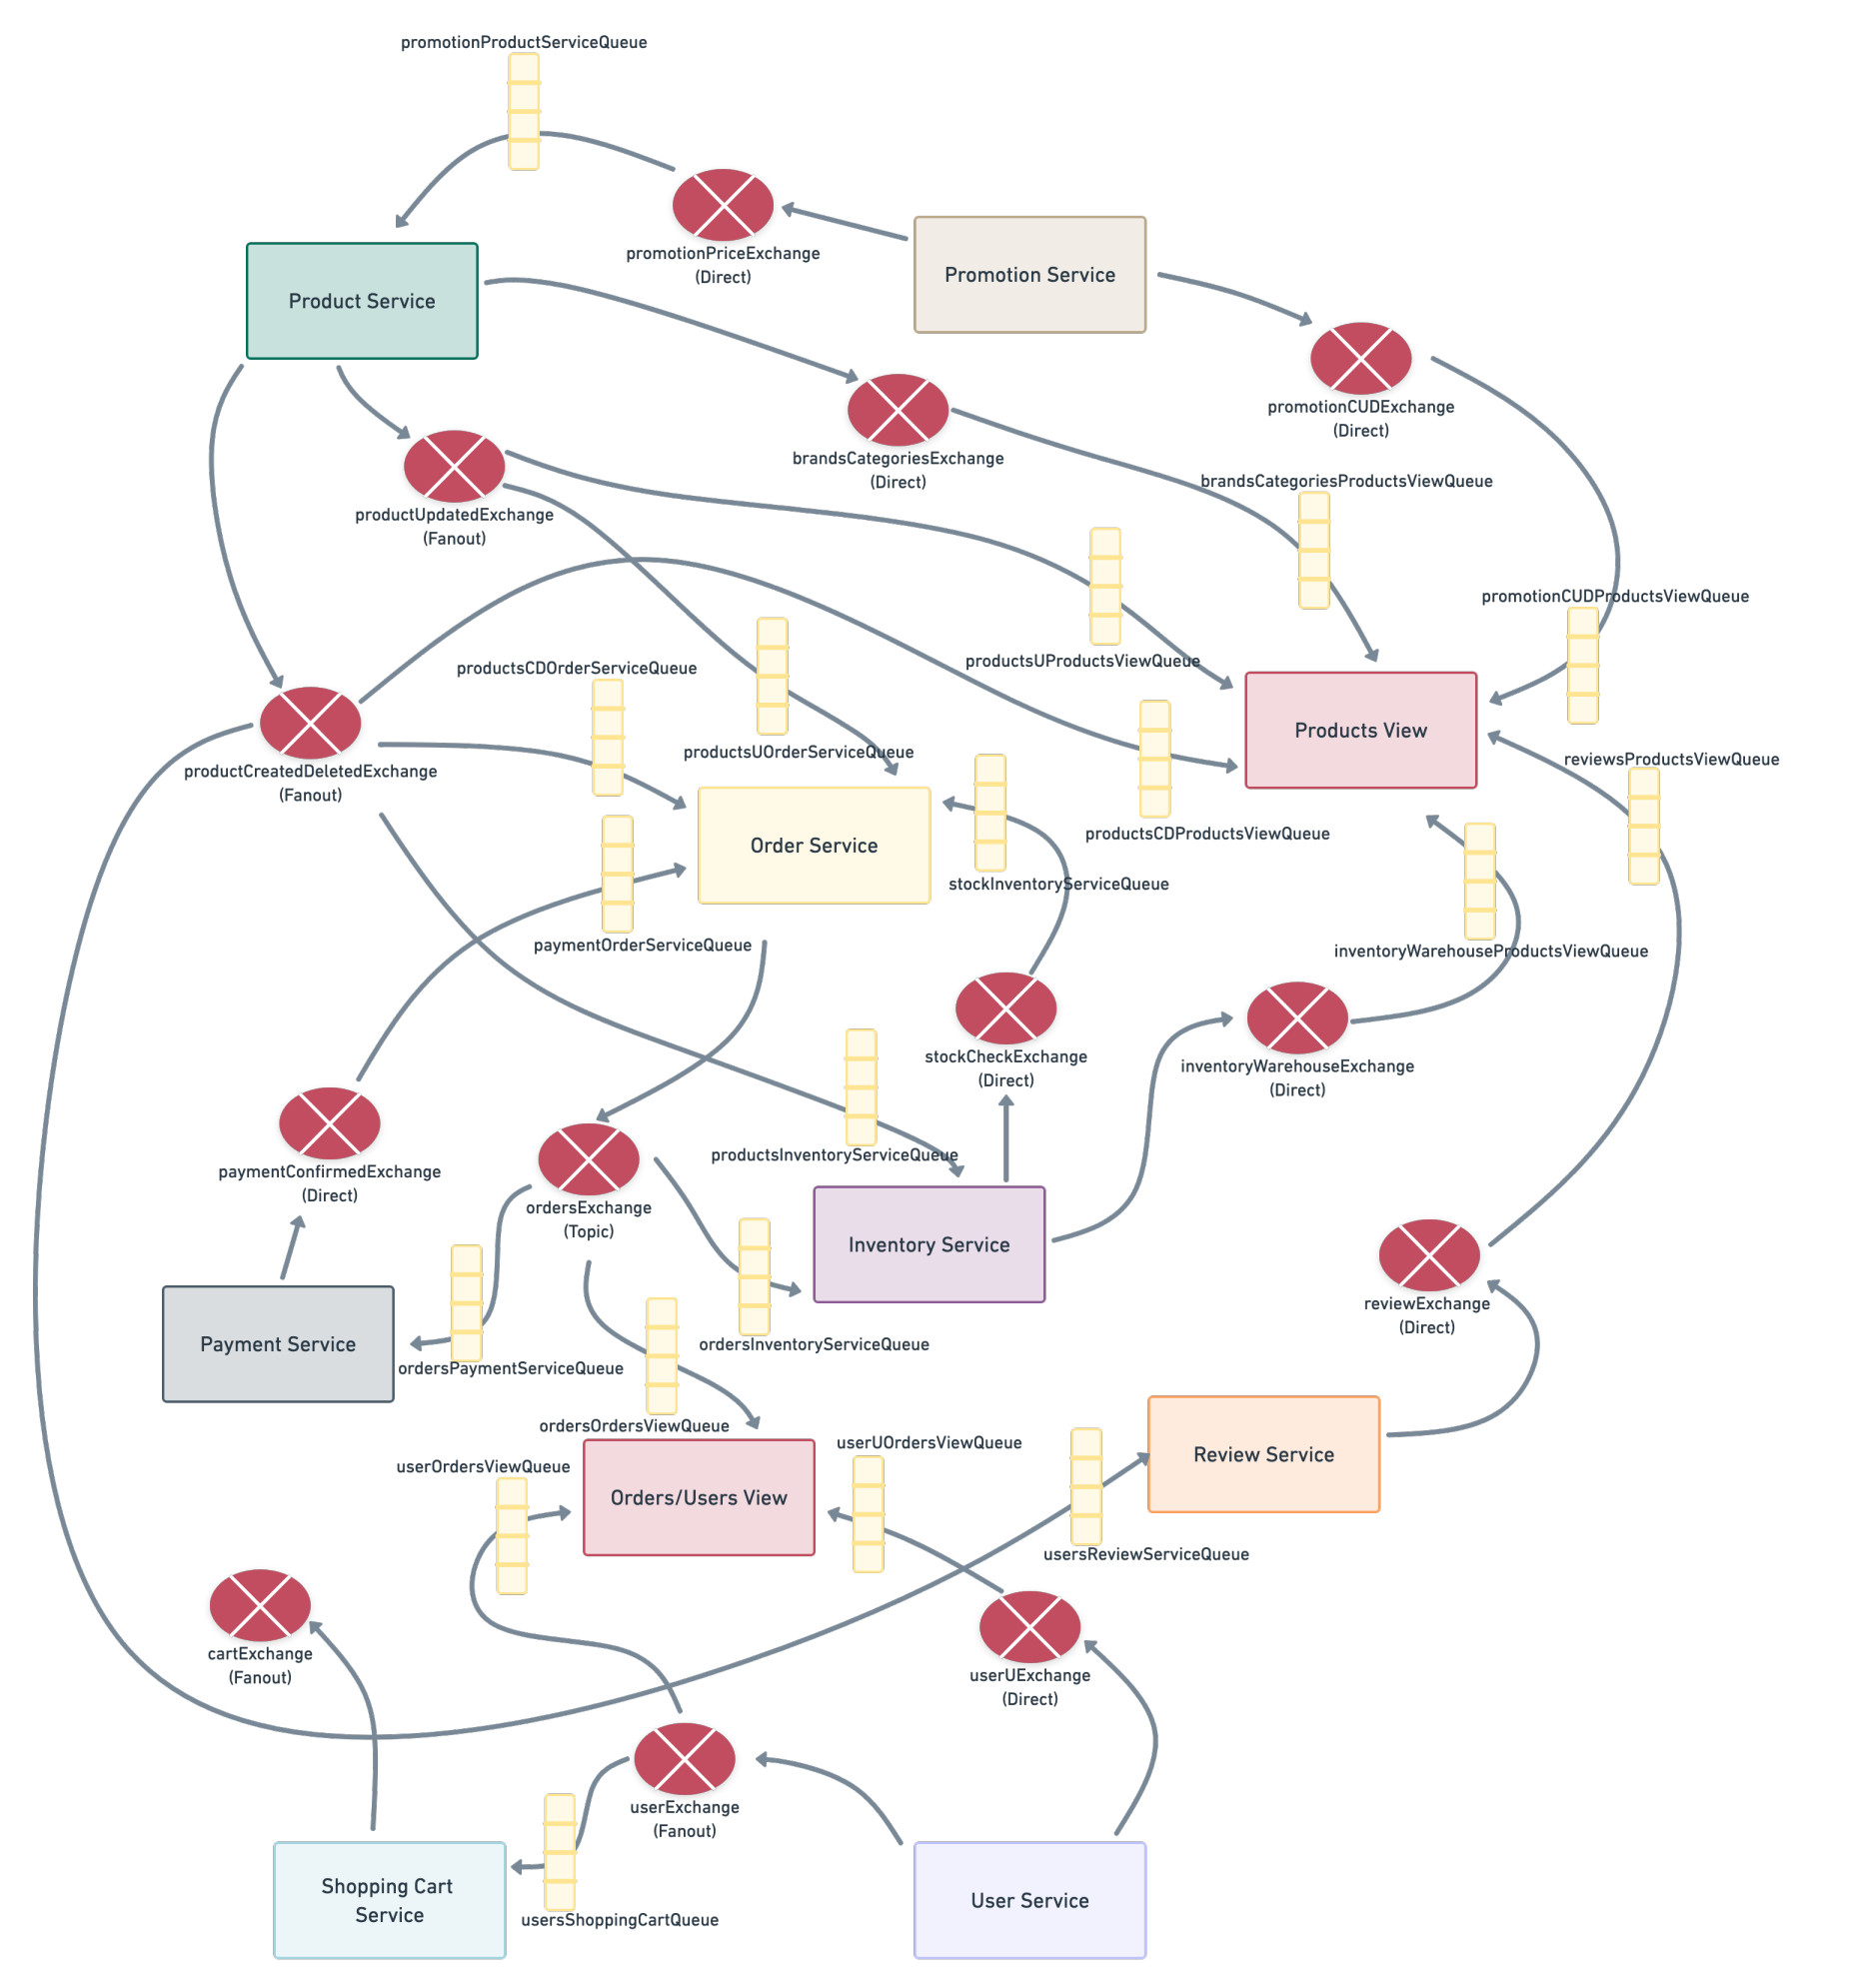 promotionProductServiceQueue
promotionPriceExchange
(Direct)
Promotion Service
Product Service
promotionCUDExchange
(Direct)
brandsCategoriesExchange
(Direct)
brandsCategoriesProductsViewQueue
productUpdatedExchange
(Fanout)
promotionCUDProductsViewQueue
productsUProductsViewQueue
productsCDOrderServiceQueue
Products View
productsUOrderServiceQueue
reviewsProductsViewQueue
productCreatedDeletedExchange
(Fanout)
productsCDProductsViewQueue
Order Service
stockInventoryServiceQueue
paymentOrderServiceQueue
inventoryWarehouseProductsViewQueue
stockCheckExchange
(Direct)
inventoryWarehouseExchange
(Direct)
productsInventoryServiceQueue
paymentConfirmedExchange
(Direct)
ordersExchange
(Topic)
Inventory Service
reviewExchange
(Direct)
Payment Service
ordersInventoryServiceQueue
ordersPaymentServiceQueue
ordersOrdersViewQueue
userUOrdersViewQueue
Review Service
userOrdersViewQueue
Orders/Users View
usersReviewServiceQueue
cartExchange
(Fanout)
userUExchange
(Direct)
userExchange
(Fanout)
Shopping Cart
Service
User Service
usersShoppingCartQueue